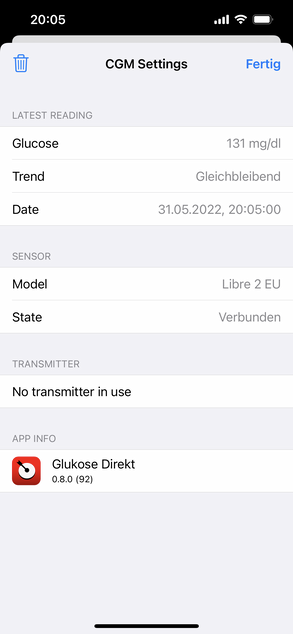 20:05
CGM Settings
Fertig
LATEST READING
Glucose 131 mg/dl
Trend Gleichbleibend
Date 31.05.2022, 20:05:00
SENSOR
Model Libre 2 EU
State Verbunden
TRANSMITTER
No transmitter in use
APP INFO
Glukose Direkt
0.8.0 (92)